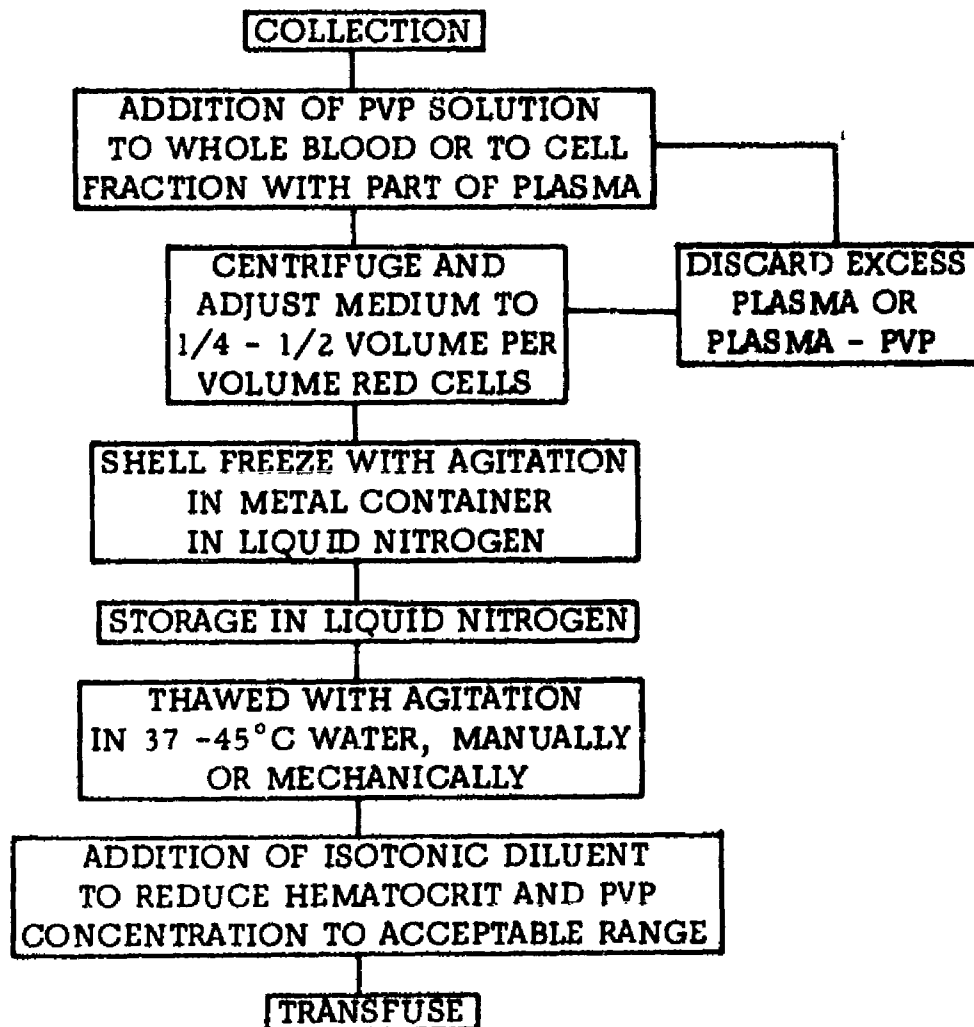 COLLECTION
ADDITION OF PVP SOLUTION
TO WHOLE BLOOD OR TO CELL
FRACTION WITH PART OF PLASMA
CENTRIFUGE AND
ADJUST MEDIUM TO
1/4 - 1/2 VOLUME PER
VOLUME RED CELLS
DISCARD EXCESS
PLASMA OR
PLASMA - PVP
SHELL FREEZE WITH AGITATION
IN METAL CONTAINER
IN LIQUID NITROGEN
STORAGE IN LIQUID NITROGEN
THAWED WITH AGITATION
IN 37 -45°C WATER, MANUALLY
OR MECHANICALLY
ADDITION OF ISOTONIC DILUENT
TO REDUCE HEMATOCRIT AND PVP
CONCENTRATION TO ACCEPTABLE RANGE
TRANSFUSE